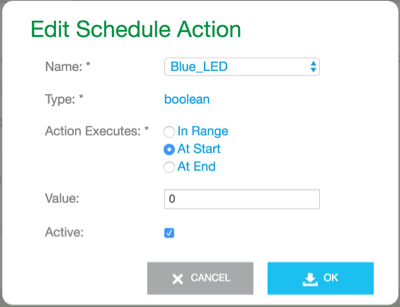 Edit Schedule Action
Name: * Blue_LED
Type: * boolean
Action Executes: * In Range
At Start
At End
Value: 0
Active:
CANCEL OK